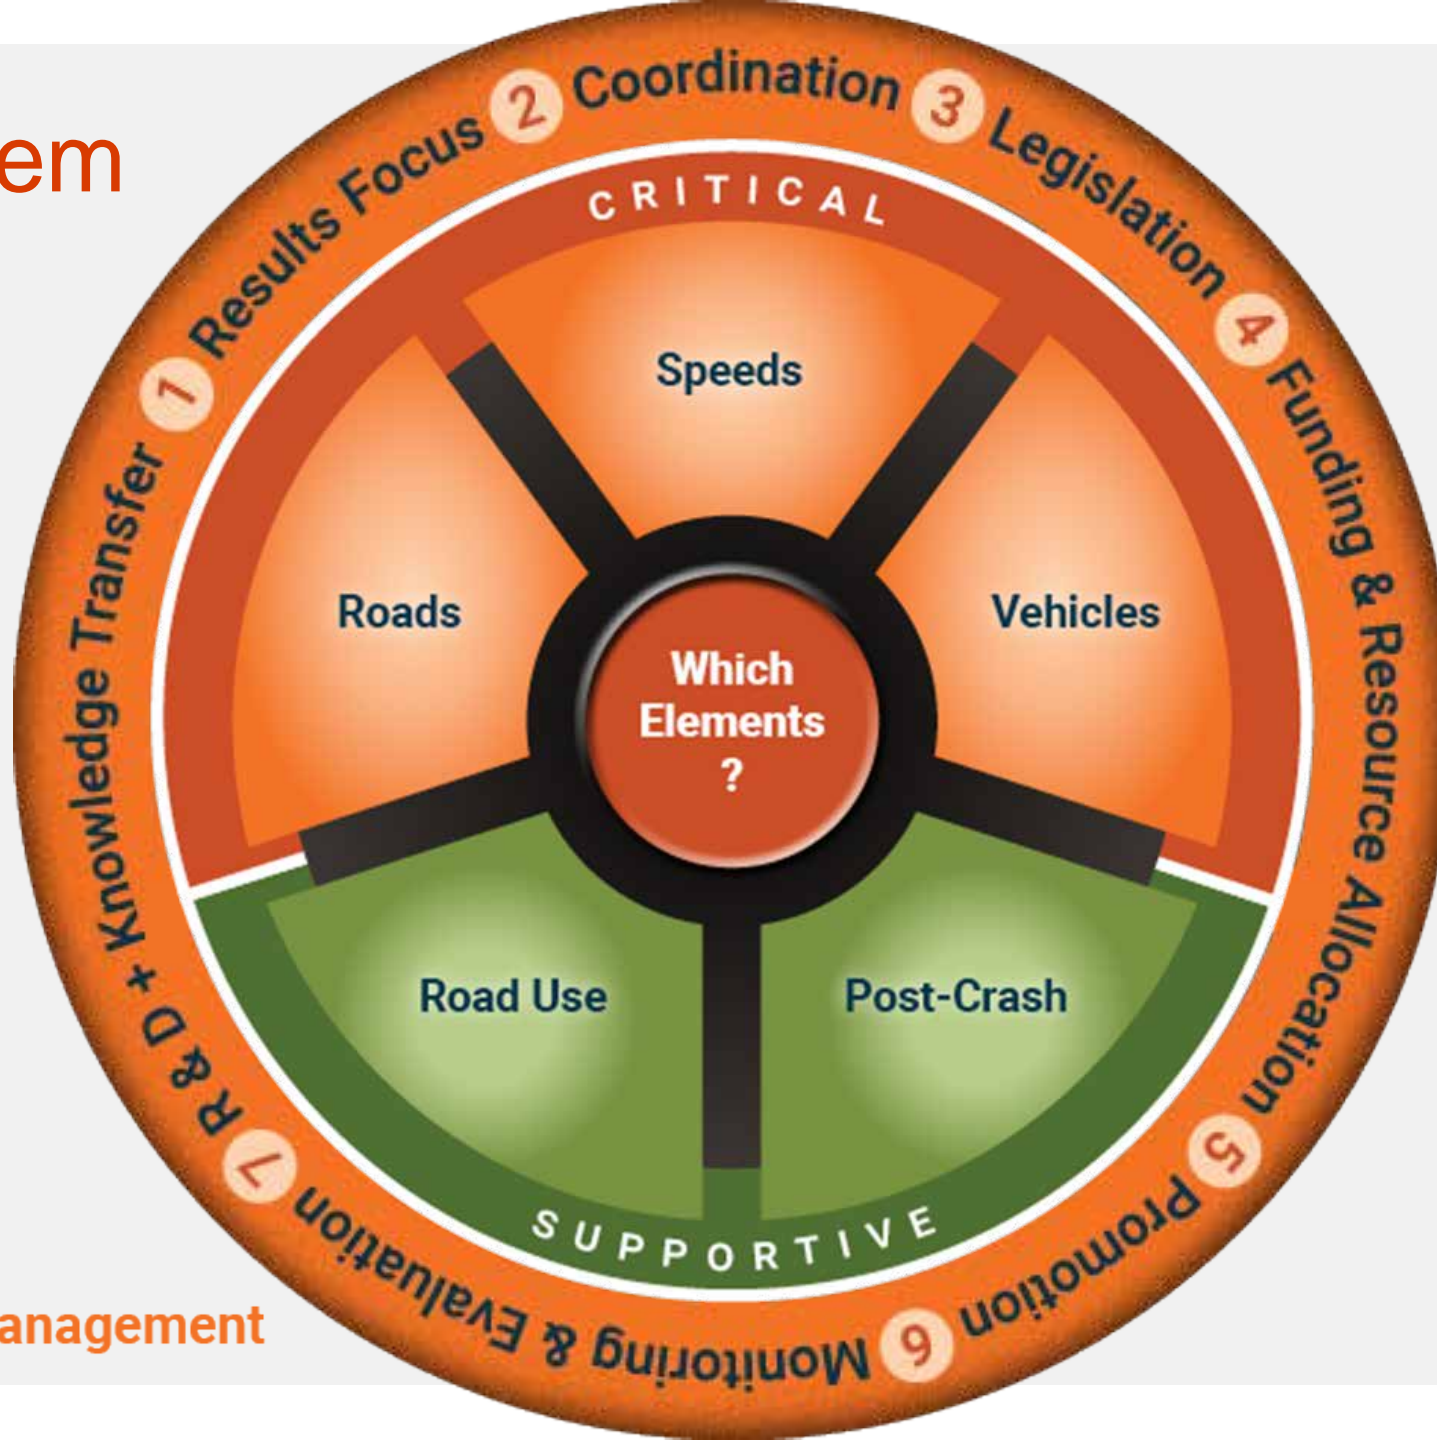 em
1 Results Focus
2 Coordination
3 Legislation
4 Funding & Resource Allocation
5 Promotion
6 Monitoring & Evaluation
7 R & D + Knowledge Transfer
CRITICAL
Speeds
Roads
Vehicles
Which
Elements
?
Road Use
Post-Crash
SUPPORTIVE
anagement